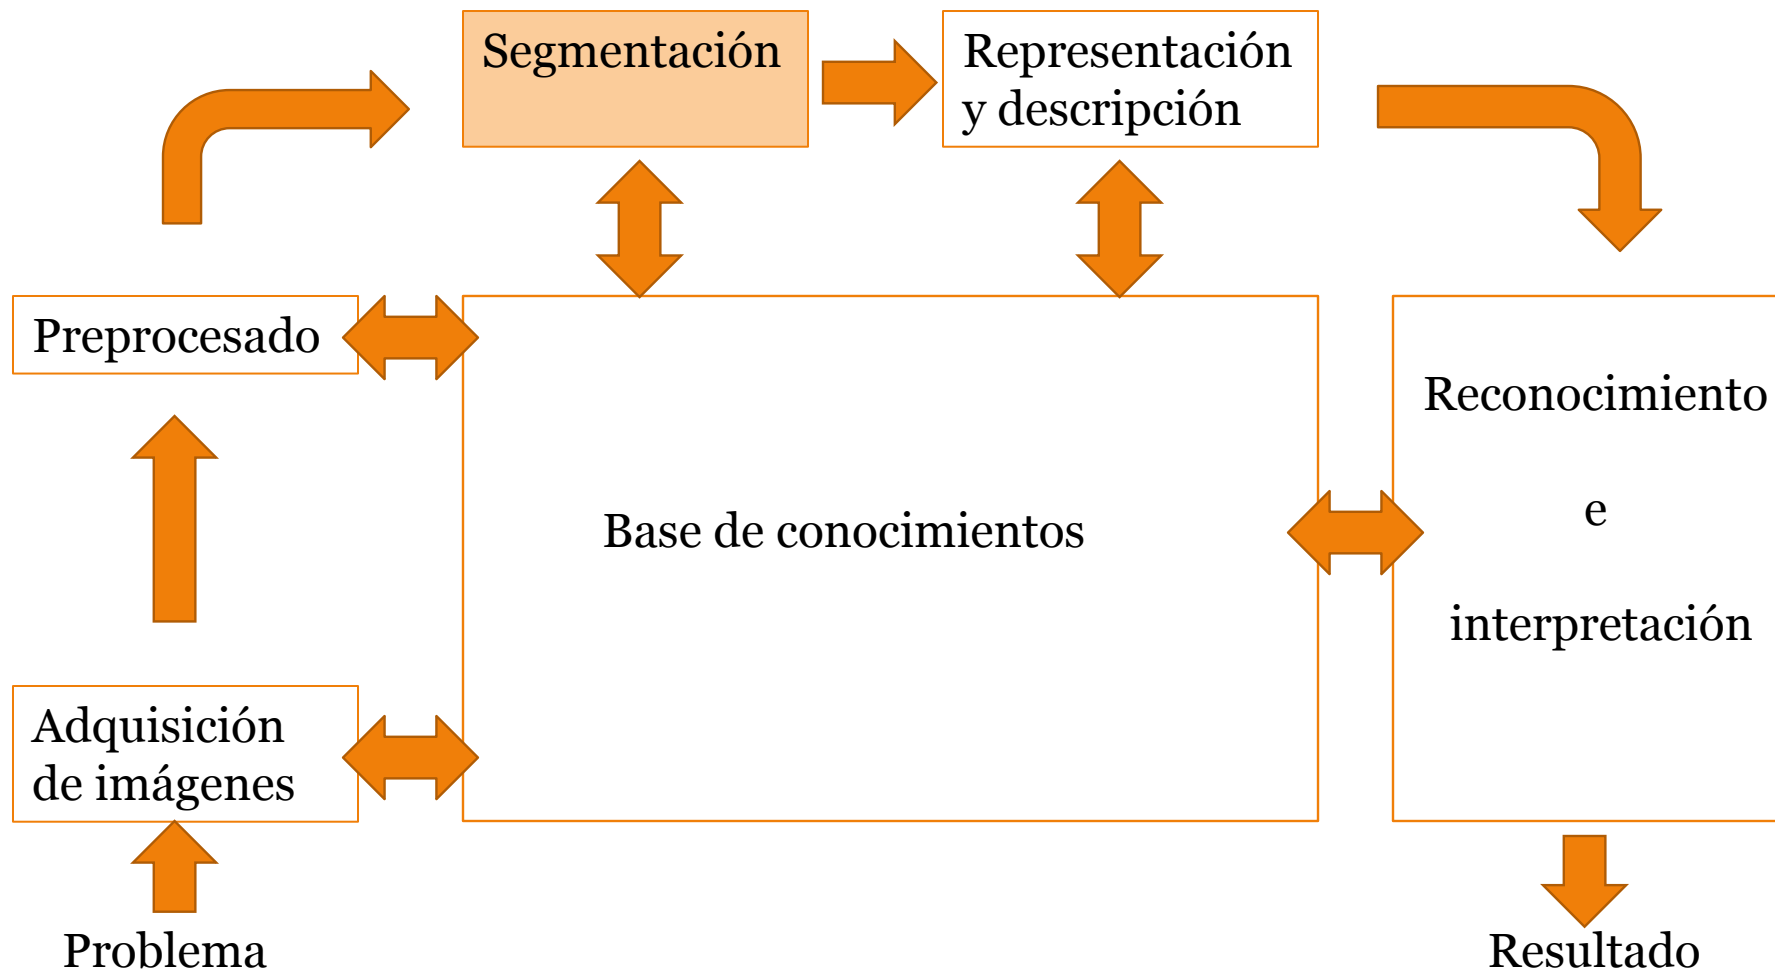 Segmentación
Representación
y descripción
Preprocesado
Reconocimiento
e
interpretación
Base de conocimientos
Adquisición
de imágenes
Problema
Resultado